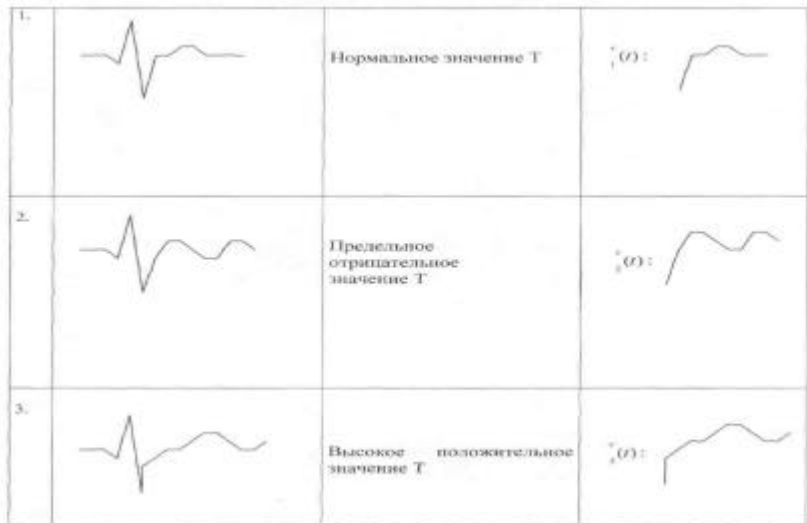 1.
Нормальное значение Т
(t) :
2.
Предельное
отрицательное
значение Т
(t) :
3.
Высокое положительное
значение Т
(t) :